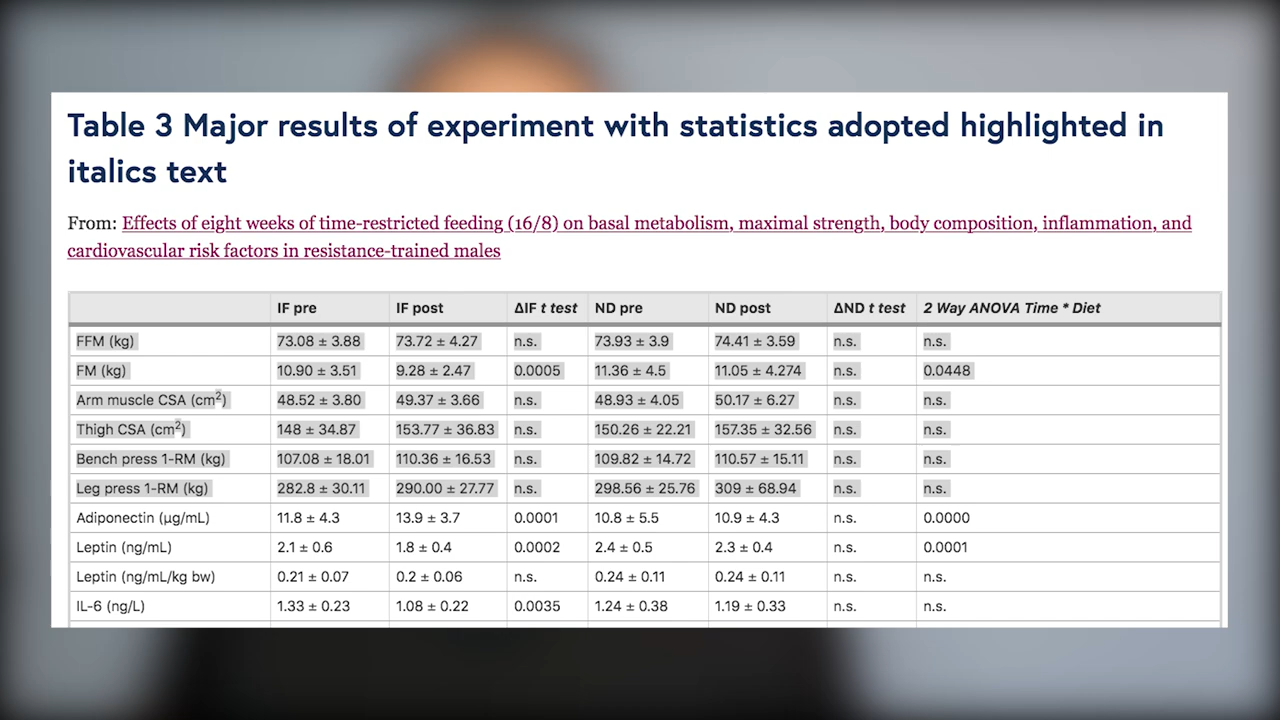 Table 3 Major results of experiment with statistics adopted highlighted in
italics text
From: Effects of eight weeks of time-restricted feeding (16/8) on basal metabolism, maximal strength, body composition, inflammation, and
cardiovascular risk factors in resistance-trained males
IF pre IF post ΔIF t test ND pre ND post ΔND t test 2 Way ANOVA Time * Diet
FFM (kg) 73.08 ± 3.88 73.72 ± 4.27 n.s. 73.93 ± 3.9 74.41 ± 3.59 n.s. n.s.
FM (kg) 10.90 ± 3.51 9.28 ± 2.47 0.0005 11.36 ± 4.5 11.05 ± 4.274 n.s. 0.0448
Arm muscle CSA (cm²) 48.52 ± 3.80 49.37 ± 3.66 n.s. 48.93 ± 4.05 50.17 ± 6.27 n.s. n.s.
Thigh CSA (cm²) 148 ± 34.87 153.77 ± 36.83 n.s. 150.26 ± 22.21 157.35 ± 32.56 n.s. n.s.
Bench press 1-RM (kg) 107.08 ± 18.01 110.36 ± 16.53 n.s. 109.82 ± 14.72 110.57 ± 15.11 n.s. n.s.
Leg press 1-RM (kg) 282.8 ± 30.11 290.00 ± 27.77 n.s. 298.56 ± 25.76 309 ± 68.94 n.s. n.s.
Adiponectin (μg/mL) 11.8 ± 4.3 13.9 ± 3.7 0.0001 10.8 ± 5.5 10.9 ± 4.3 n.s. 0.0000
Leptin (ng/mL) 2.1 ± 0.6 1.8 ± 0.4 0.0002 2.4 ± 0.5 2.3 ± 0.4 n.s. 0.0001
Leptin (ng/mL/kg bw) 0.21 ± 0.07 0.2 ± 0.06 n.s. 0.24 ± 0.11 0.24 ± 0.11 n.s. n.s.
IL-6 (ng/L) 1.33 ± 0.23 1.08 ± 0.22 0.0035 1.24 ± 0.38 1.19 ± 0.33 n.s. n.s.